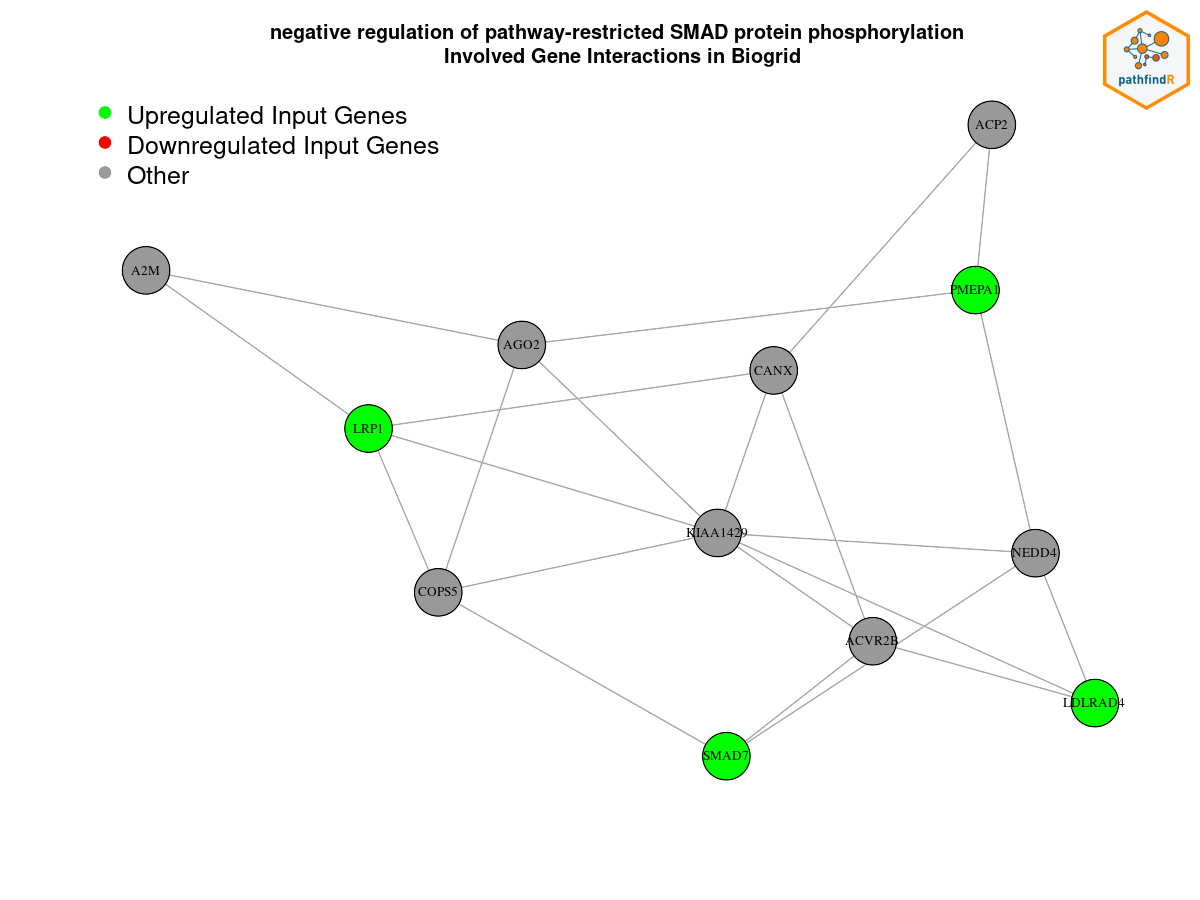 negative regulation of pathway-restricted SMAD protein phosphorylation
Involved Gene Interactions in Biogrid
pathfindR
Upregulated Input Genes
Downregulated Input Genes
Other
ACP2
A2M
PMEPA1
AGO2
CANX
LRP1
KIAA1429
NEDD4
COPS5
ACVR2B
LDLRAD4
SMAD7